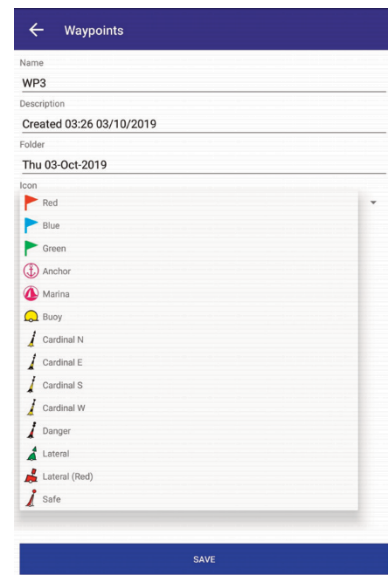 Waypoints
Name
WP3
Description
Created 03:26 03/10/2019
Folder
Thu 03-Oct-2019
Icon
Red
Blue
Green
Anchor
Marina
Buoy
Cardinal N
Cardinal E
Cardinal S
Cardinal W
Danger
Lateral
Lateral (Red)
Safe
SAVE